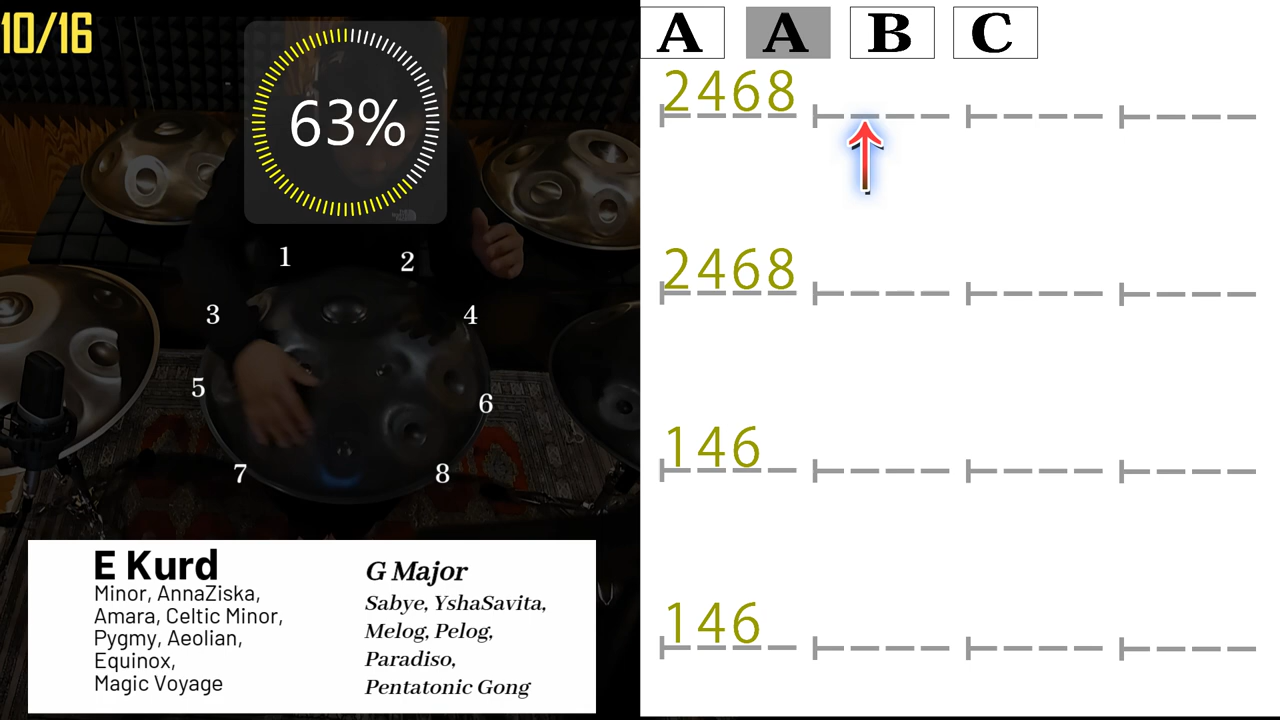 10/16
63%
1
2
3
4
5
6
7
8
E Kurd
Minor, AnnaZiska,
Amara, Celtic Minor,
Pygmy, Aeolian,
Equinox,
Magic Voyage
G Major
Sabye, YshaSavita,
Melog, Pelog,
Paradiso,
Pentatonic Gong
A A B C
2468
2468
146
146